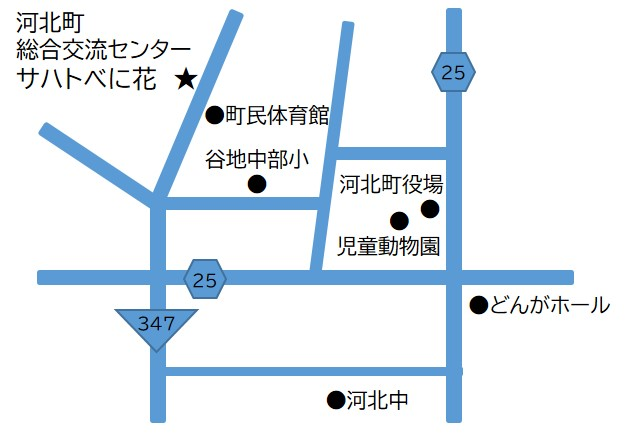 河北町
総合交流センター
サハトべに花 ★
25
●町民体育館
谷地中部小
●
河北町役場
●
●
児童動物園
25
●どんがホール
347
●河北中